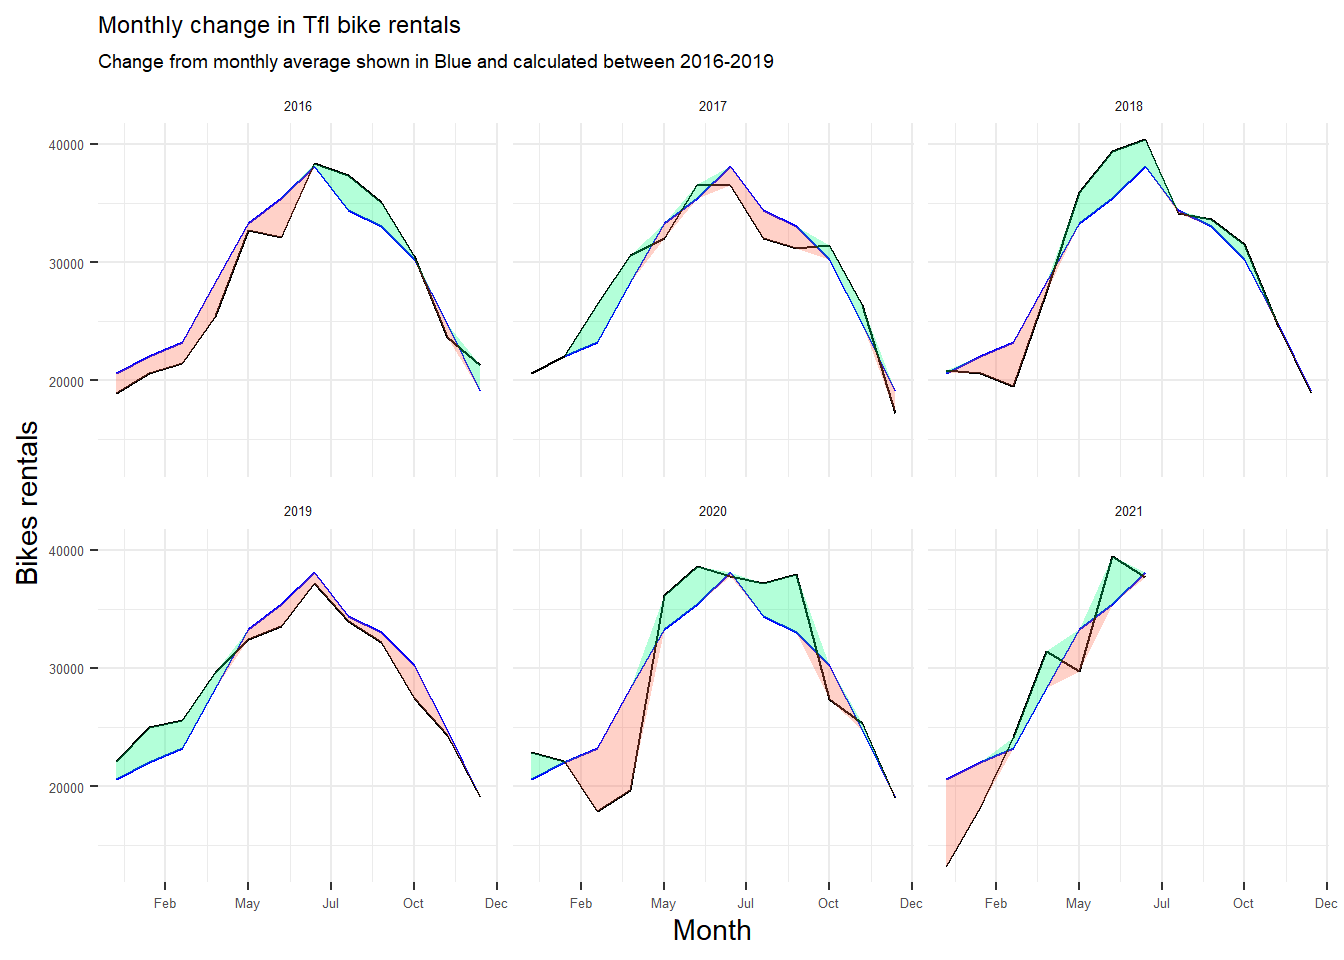 Monthly change in Tfl bike rentals
Change from monthly average shown in Blue and calculated between 2016-2019
2016
2017
2018
40000
30000
20000
2019
2020
2021
40000
30000
20000
Bikes rentals
Feb May Jul Oct Dec
Feb May Jul Oct Dec
Feb May Jul Oct Dec
Month